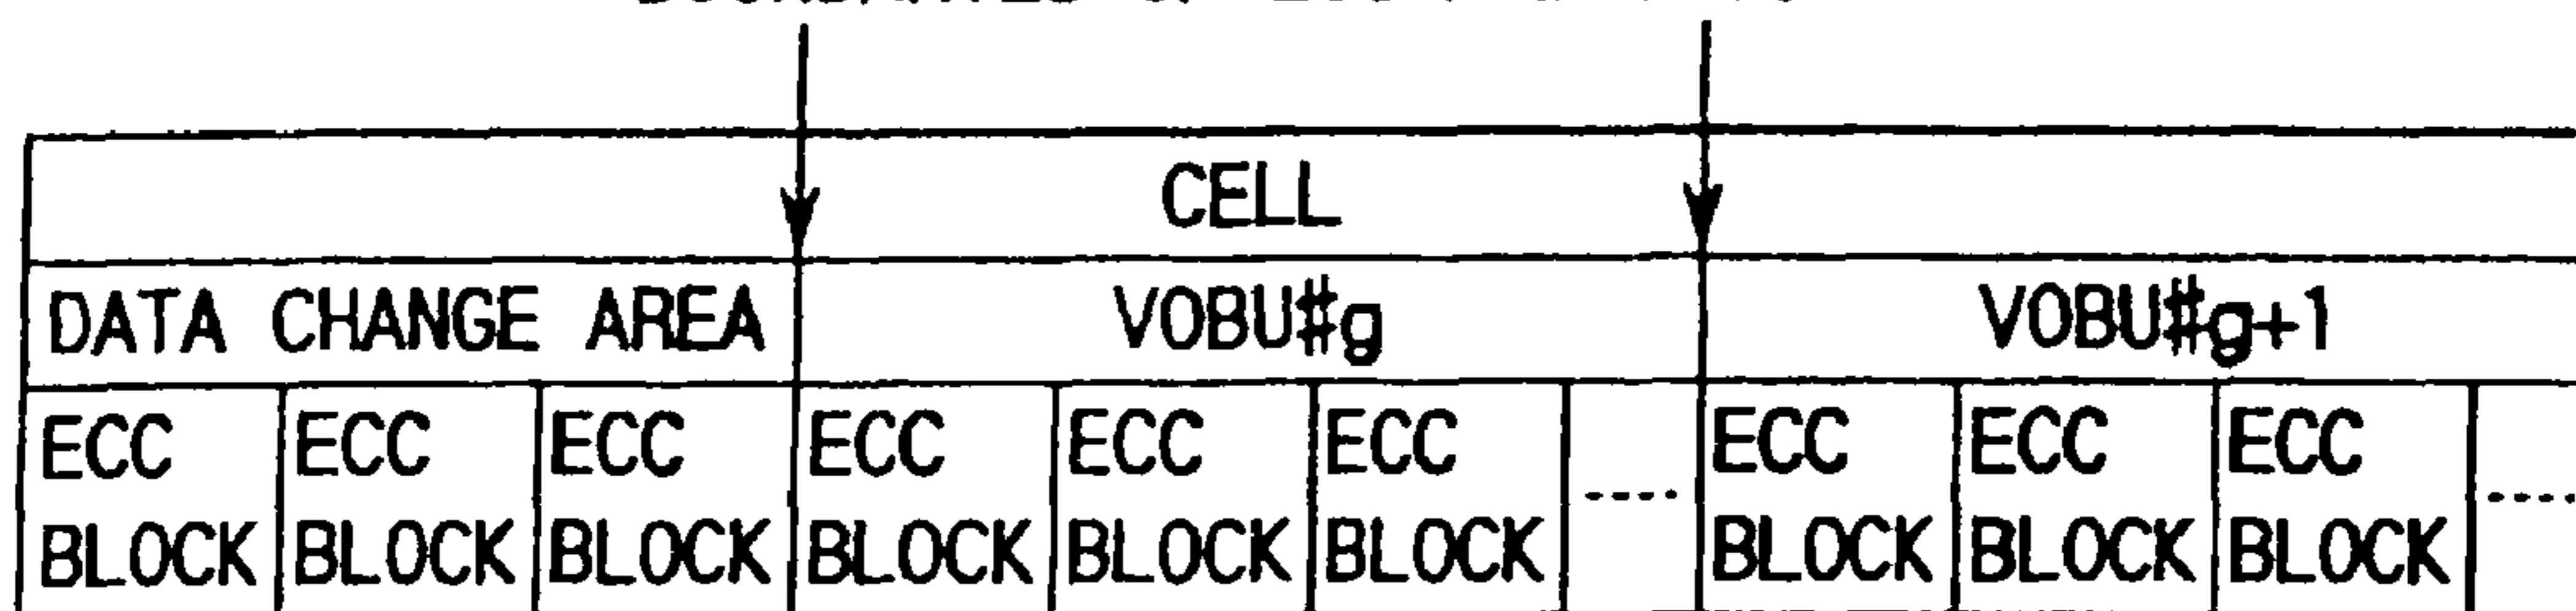 CELL
DATA CHANGE AREA VOBU#g VOBU#g+1
ECC ECC ECC ECC ECC ECC ECC ECC ECC
BLOCK BLOCK BLOCK BLOCK BLOCK BLOCK ---- BLOCK BLOCK BLOCK ----